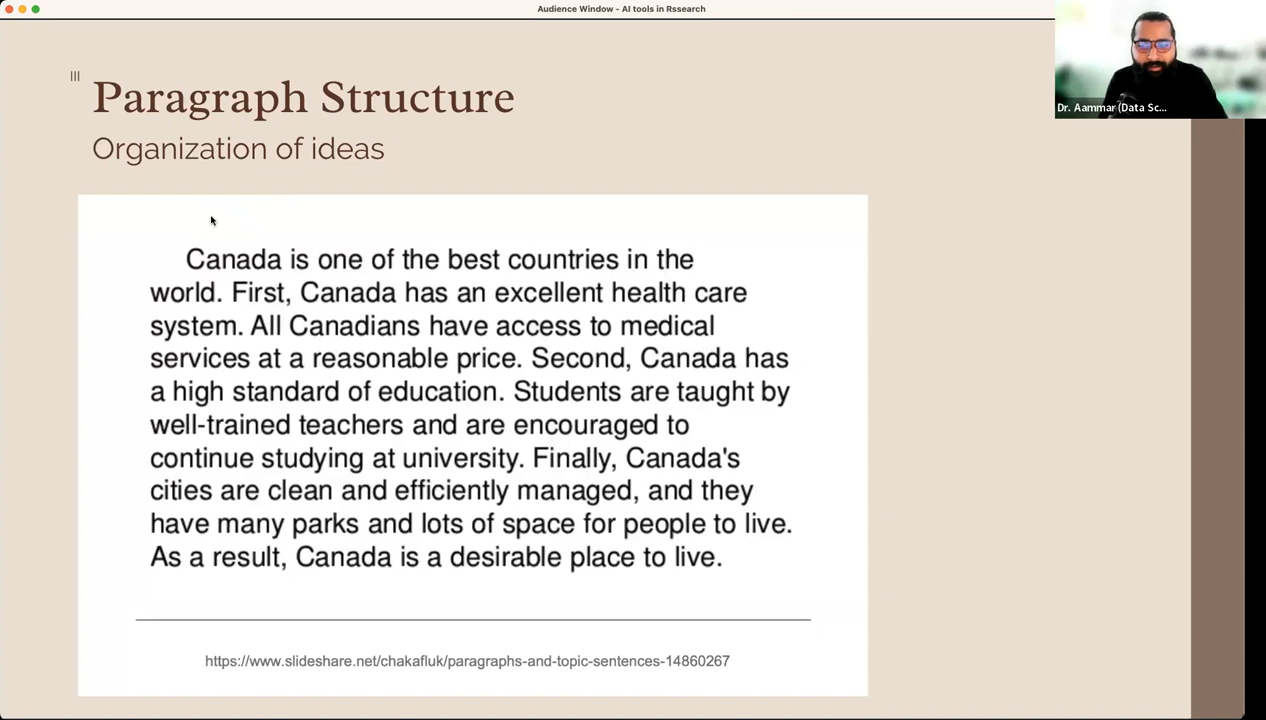 Audience Window - AI tools in Rssearch
Dr. Aammar (Data Sc...
Paragraph Structure
Organization of ideas
Canada is one of the best countries in the
world. First, Canada has an excellent health care
system. All Canadians have access to medical
services at a reasonable price. Second, Canada has
a high standard of education. Students are taught by
well-trained teachers and are encouraged to
continue studying at university. Finally, Canada's
cities are clean and efficiently managed, and they
have many parks and lots of space for people to live.
As a result, Canada is a desirable place to live.
https://www.slideshare.net/chakafluk/paragraphs-and-topic-sentences-14860267